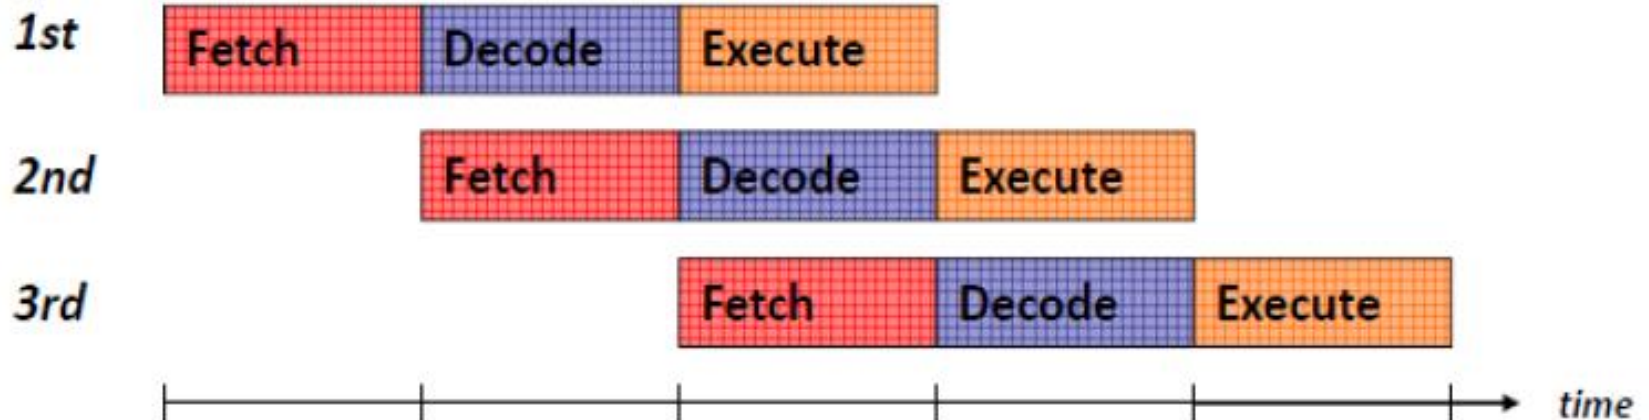 1st Fetch Decode Execute
2nd Fetch Decode Execute
3rd Fetch Decode Execute
time